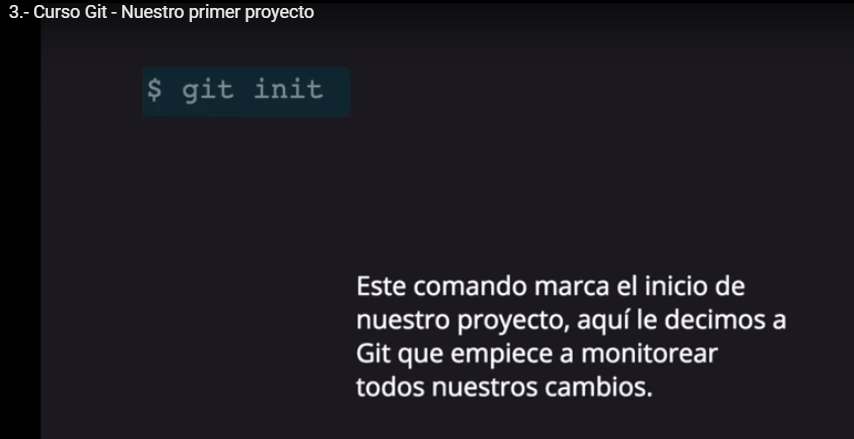 3.- Curso Git - Nuestro primer proyecto
$ git init
Este comando marca el inicio de
nuestro proyecto, aquí le decimos a
Git que empiece a monitorear
todos nuestros cambios.